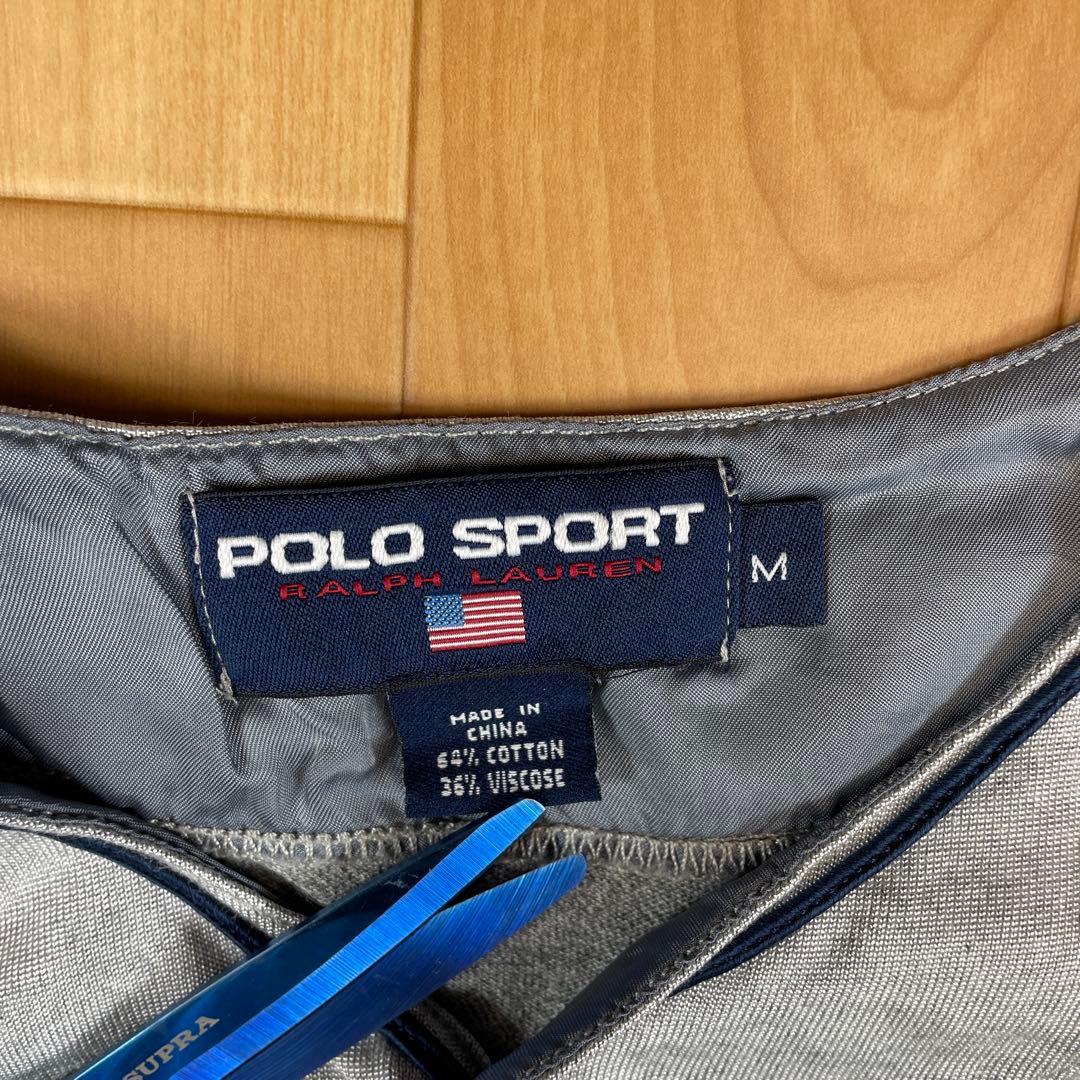 POLO SPORT
RALPH LAUREN
M
MADE IN
CHINA
64% COTTON
36% VISCOSE
SUPRA